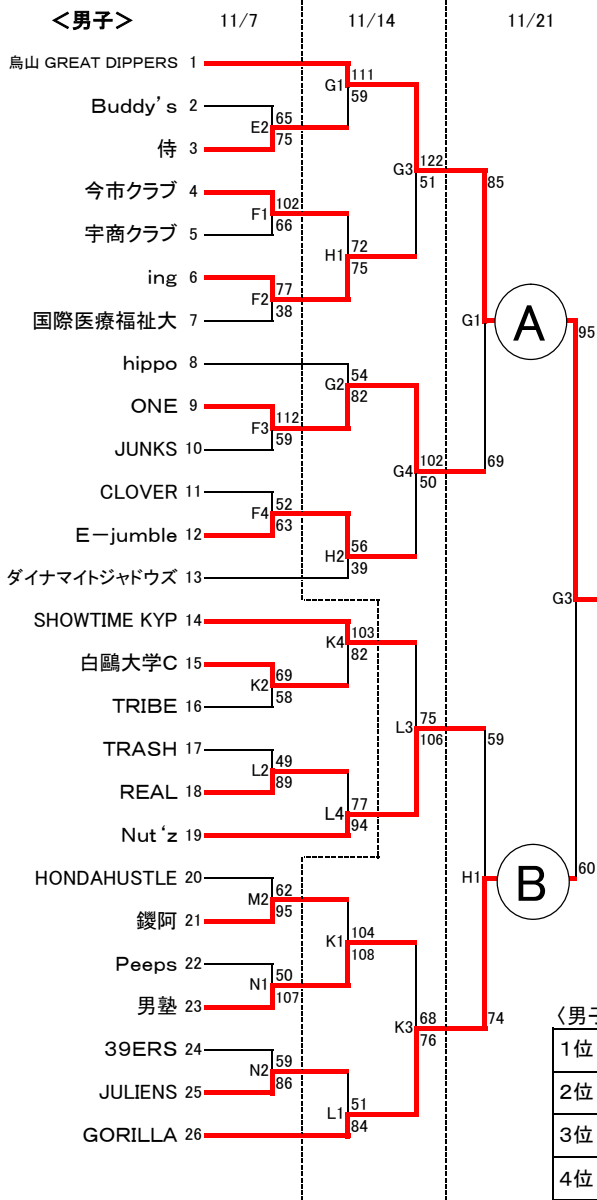 ＜男子＞ 11/7 11/14 11/21
烏山 GREAT DIPPERS 1
G1 111
59
Buddy's 2
E2 65
75
侍 3
G3 122
51
85
今市クラブ 4
F1 102
66
宇商クラブ 5
H1 72
75
ing 6
F2 77
38
国際医療福祉大 7
G1
A
95
hippo 8
G2 54
82
ONE 9
F3 112
59
JUNKS 10
G4 102
50
69
CLOVER 11
F4 52
63
E－jumble 12
H2 56
39
ダイナマイトジャドウズ 13
G3
SHOWTIME KYP 14
K4 103
82
白鷗大学C 15
K2 69
58
TRIBE 16
L3 75
106
59
TRASH 17
L2 49
89
REAL 18
L4 77
94
Nut‘z 19
HONDAHUSTLE 20
H1
B
60
M2 62
95
鑁阿 21
K1 104
108
Peeps 22
N1 50
107
男塾 23
K3 68
76
74
39ERS 24
N2 59
86
JULIENS 25
L1 51
84
GORILLA 26
〈男子
1位
2位
3位
4位